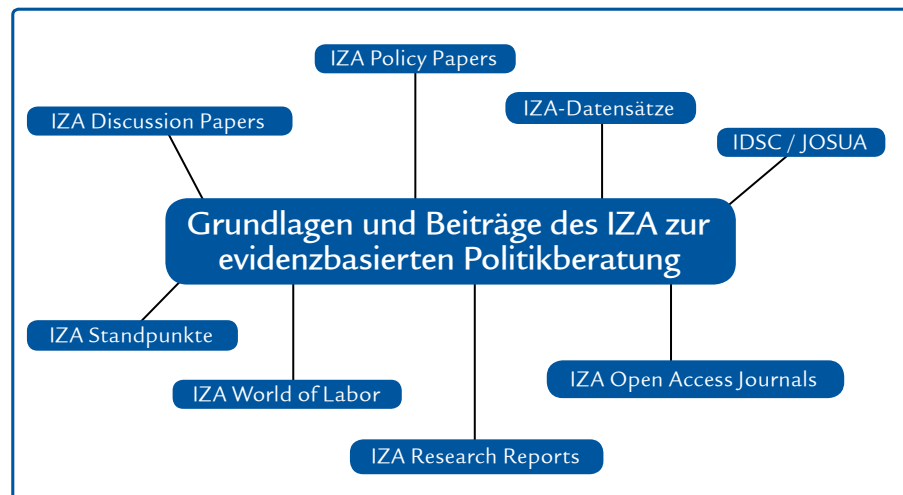 IZA Policy Papers
IZA-Datensätze
IZA Discussion Papers
IDSC / JOSUA
Grundlagen und Beiträge des IZA zur
evidenzbasierten Politikberatung
IZA Standpunkte
IZA World of Labor
IZA Open Access Journals
IZA Research Reports